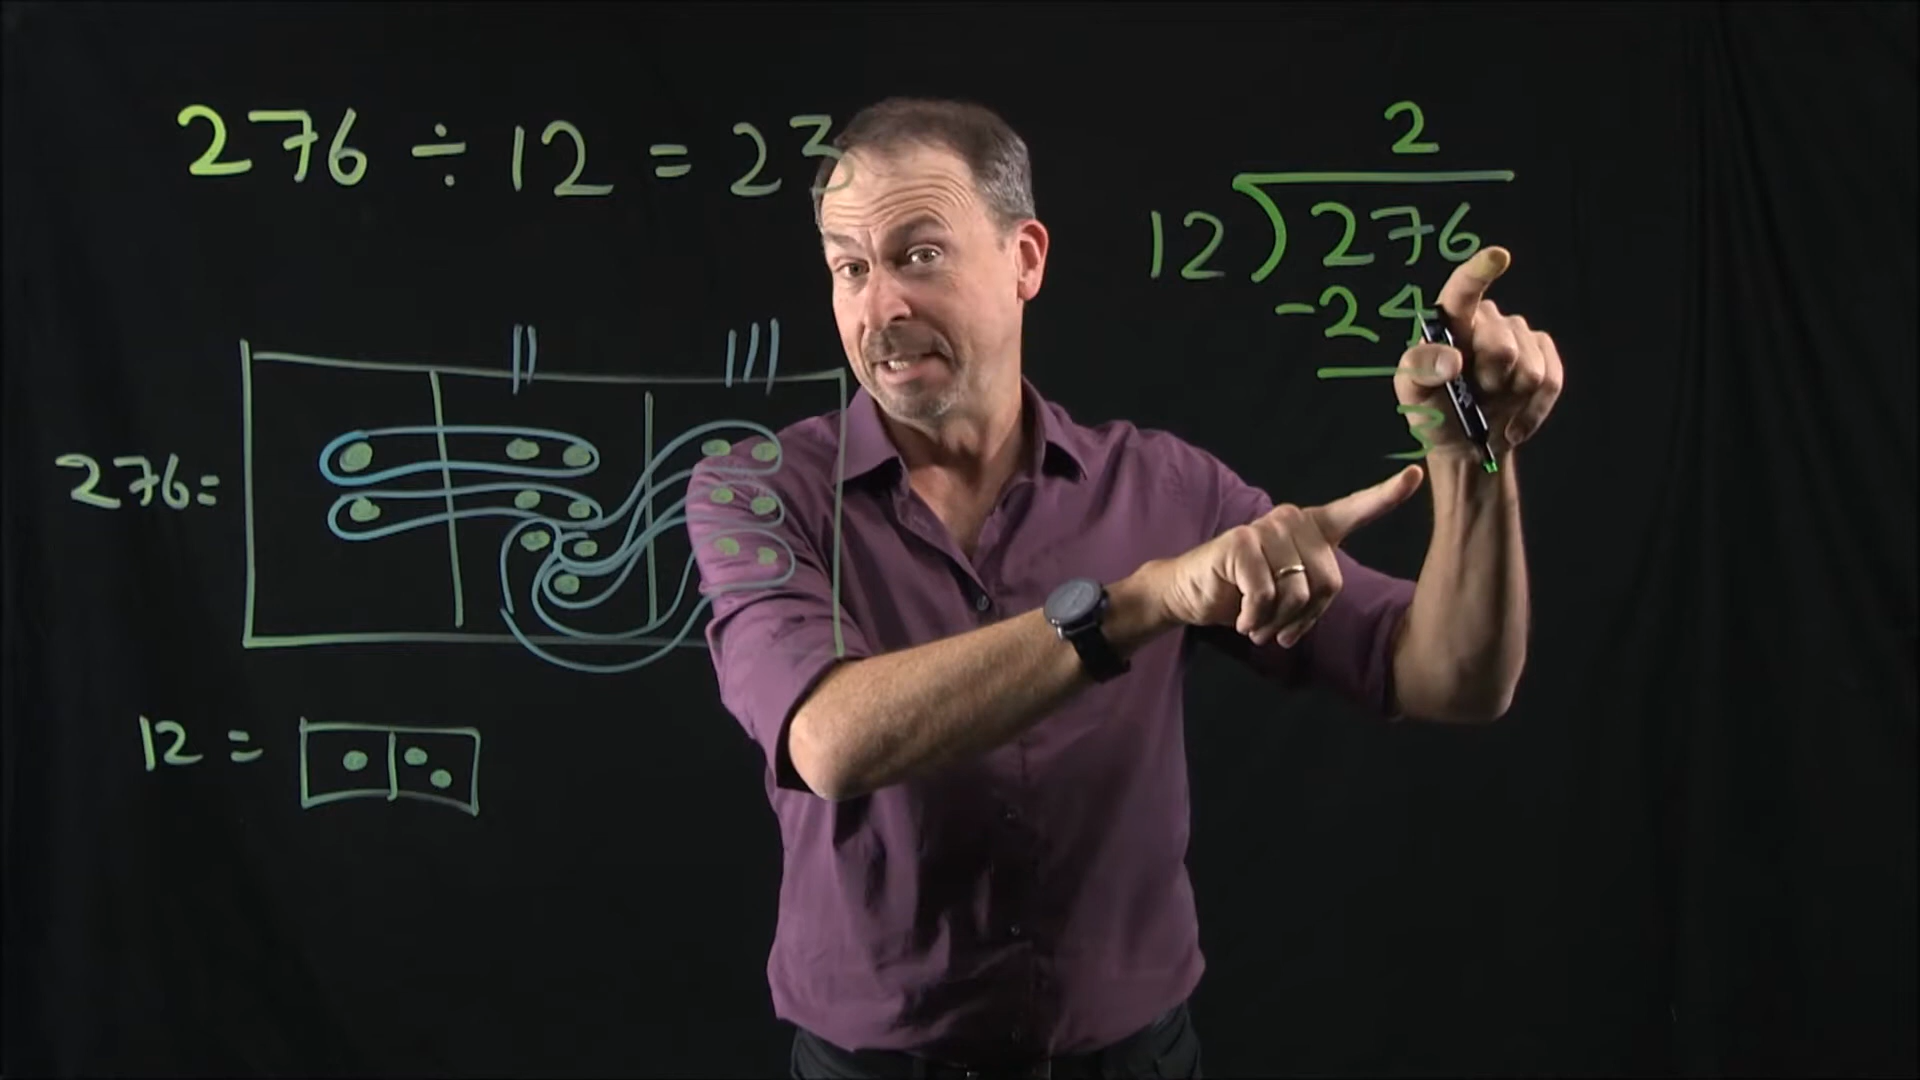 276 ÷ 12 = 23
2
12 ) 276
-24
3
276=
12 =